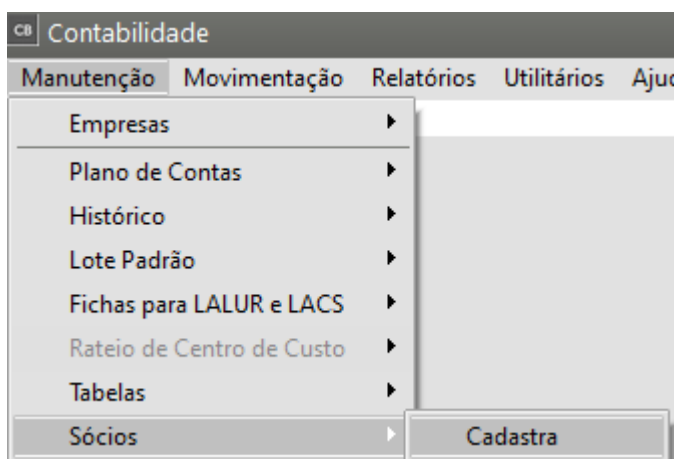 CB Contabilidade
Manutenção Movimentação Relatórios Utilitários
Empresas
Plano de Contas
Histórico
Lote Padrão
Fichas para LALUR e LACS
Rateio de Centro de Custo
Tabelas
Sócios Cadastra